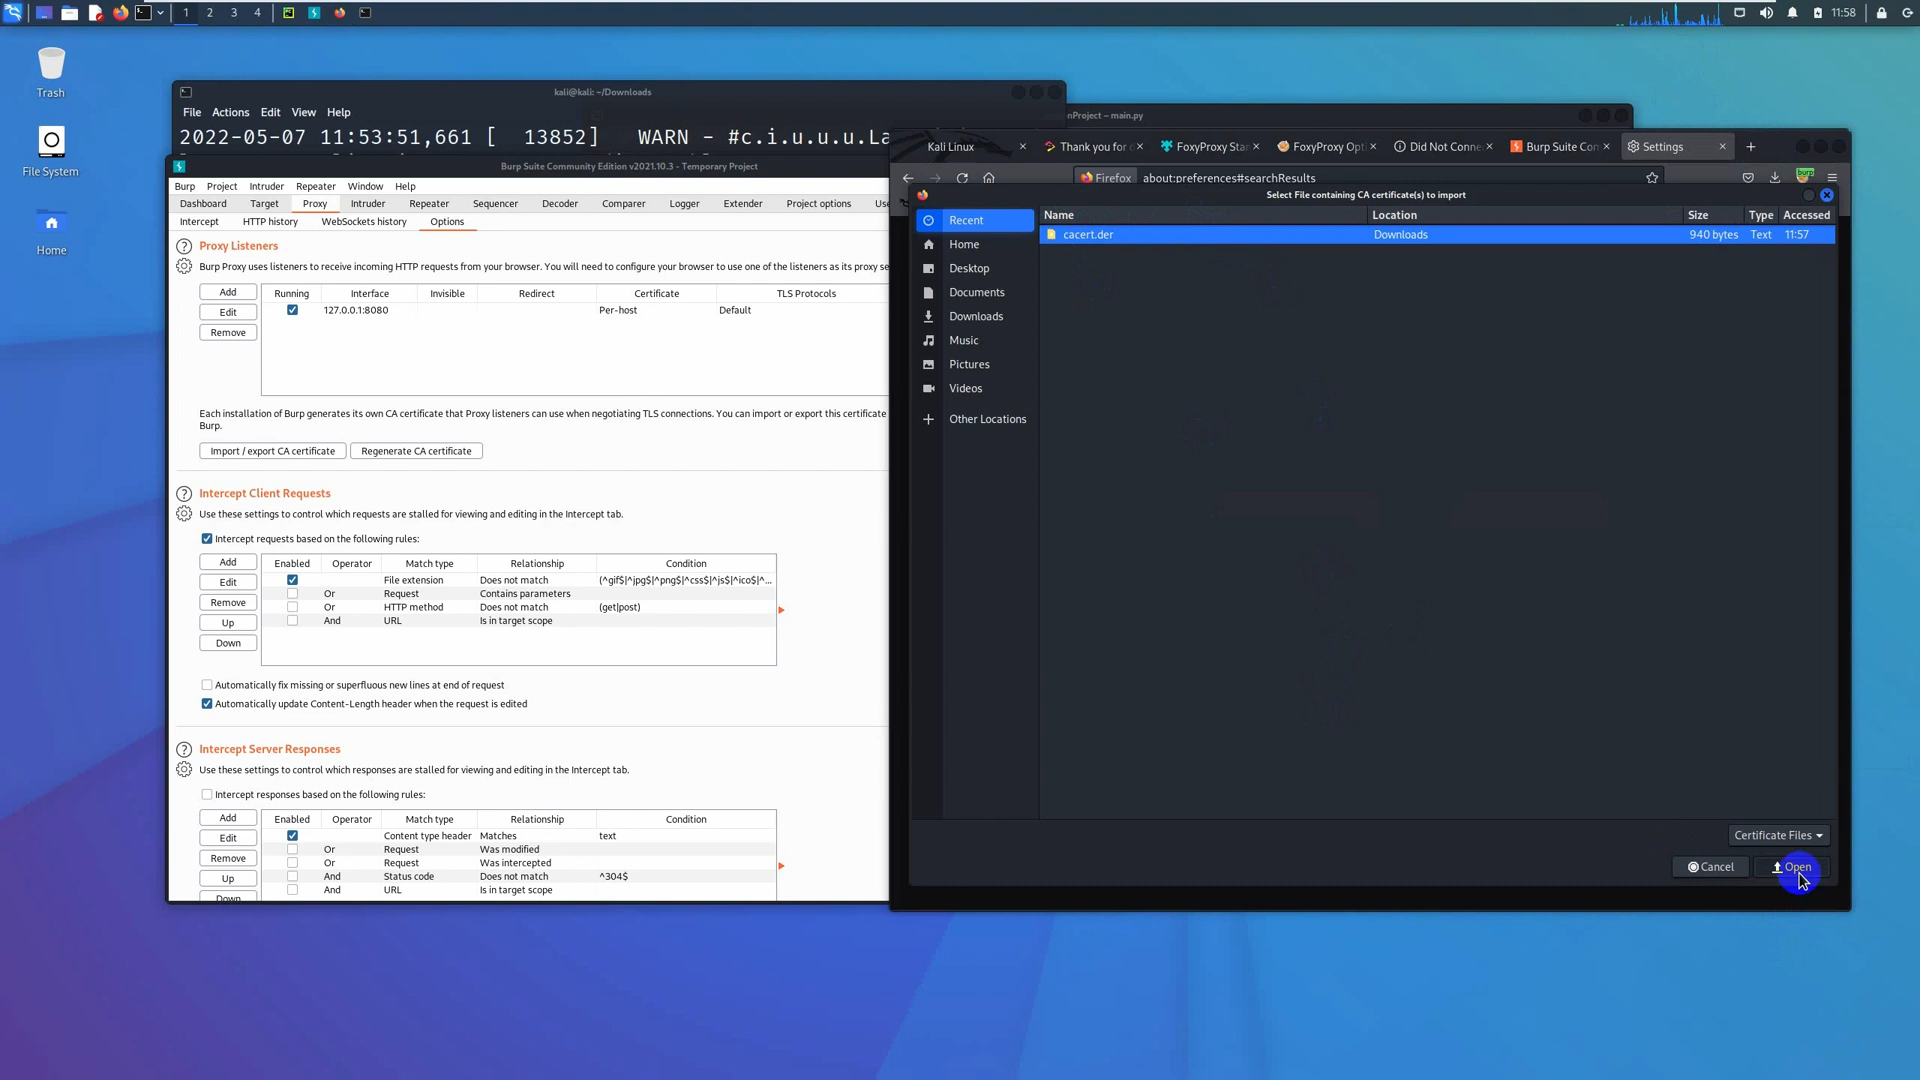 1 2 3 4
11:58
Trash
File System
Home
kali@kali: ~/Downloads
File Actions Edit View Help
2022-05-07 11:53:51,661 [ 13852] WARN - #c.i.u.u.u.La
nProject – main.py
Burp Suite Community Edition v2021.10.3 - Temporary Project
Burp Project Intruder Repeater Window Help
Dashboard Target Proxy Intruder Repeater Sequencer Decoder Comparer Logger Extender Project options Use
Intercept HTTP history WebSockets history Options
Proxy Listeners
Burp Proxy uses listeners to receive incoming HTTP requests from your browser. You will need to configure your browser to use one of the listeners as its proxy se
Add
Edit
Remove
Running Interface Invisible Redirect Certificate TLS Protocols
127.0.0.1:8080 Per-host Default
Each installation of Burp generates its own CA certificate that Proxy listeners can use when negotiating TLS connections. You can import or export this certificate
Burp.
Import / export CA certificate Regenerate CA certificate
Intercept Client Requests
Use these settings to control which requests are stalled for viewing and editing in the Intercept tab.
Intercept requests based on the following rules:
Add
Edit
Remove
Up
Down
Enabled Operator Match type Relationship Condition
File extension Does not match (^gif$|^jpg$|^png$|^css$|^js$|^ico$|^...
Or Request Contains parameters
Or HTTP method Does not match (get|post)
And URL Is in target scope
Automatically fix missing or superfluous new lines at end of request
Automatically update Content-Length header when the request is edited
Intercept Server Responses
Use these settings to control which responses are stalled for viewing and editing in the Intercept tab.
Intercept responses based on the following rules:
Add
Edit
Remove
Up
Down
Enabled Operator Match type Relationship Condition
Content type header Matches text
Or Request Was modified
Or Request Was intercepted
And Status code Does not match ^304$
And URL Is in target scope
Kali Linux Thank you for d FoxyProxy Stan FoxyProxy Opti Did Not Conne Burp Suite Com Settings
Firefox about:preferences#searchResults
burp
Select File containing CA certificate(s) to import
Recent
Home
Desktop
Documents
Downloads
Music
Pictures
Videos
Other Locations
Name Location Size Type Accessed
cacert.der Downloads 940 bytes Text 11:57
Certificate Files
Cancel Open